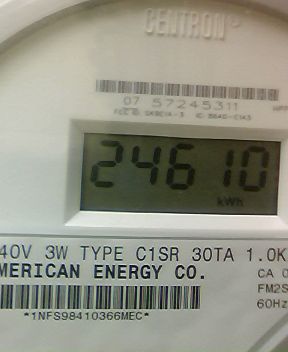 CENTRON
07 57245311
24610
kWh
40V 3W TYPE C1SR 30TA 1.0K
MERICAN ENERGY CO.
CA 0
FM2S
60Hz
*1NFS98410366MEC*